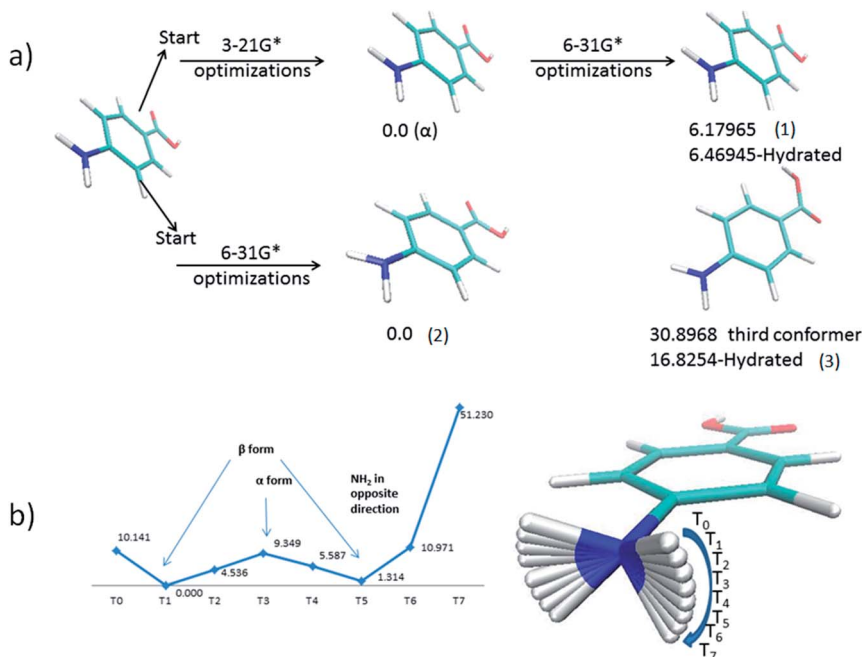 a)
Start
3-21G*
optimizations
0.0 (α)
6-31G*
optimizations
6.17965 (1)
6.46945-Hydrated
Start
6-31G*
optimizations
0.0 (2)
30.8968 third conformer
16.8254-Hydrated (3)
b)
β form
α form
NH2 in
opposite
direction
10.141
0.000
4.536
9.349
5.587
1.314
10.971
51.230
T0 T1 T2 T3 T4 T5 T6 T7
T0
T1
T2
T3
T4
T5
T6
T7